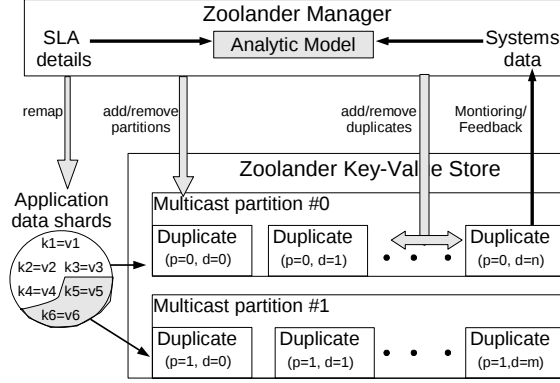 Zoolander Manager
SLA
details
Analytic Model
Systems
data
remap
add/remove
partitions
add/remove
duplicates
Montioring/
Feedback
Zoolander Key-Value Store
Application
data shards
k1=v1
k2=v2 k3=v3
k4=v4 k5=v5
k6=v6
Multicast partition #0
Duplicate
(p=0, d=0)
Duplicate
(p=0, d=1)
• • •
Duplicate
(p=0, d=n)
Multicast partition #1
Duplicate
(p=1, d=0)
Duplicate
(p=1, d=1)
• • •
Duplicate
(p=1,d=m)